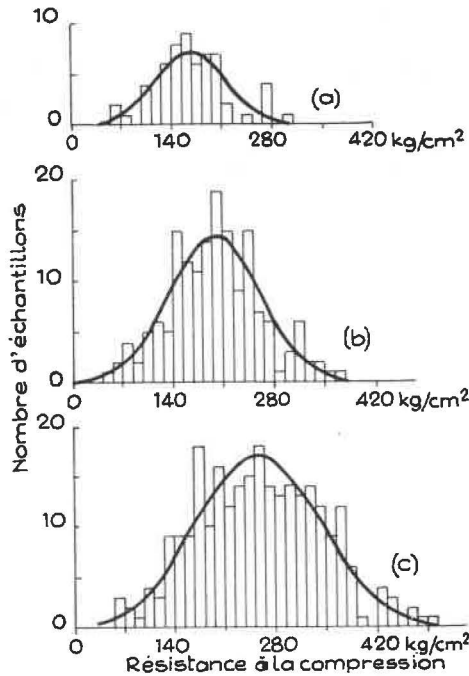 10
(a)
0
0 140 280 420 kg/cm²
20
10
(b)
0
0 140 280 420 kg/cm²
20
10
(c)
0
0 140 280 420 kg/cm²
Nombre d'échantillons
Résistance à la compression